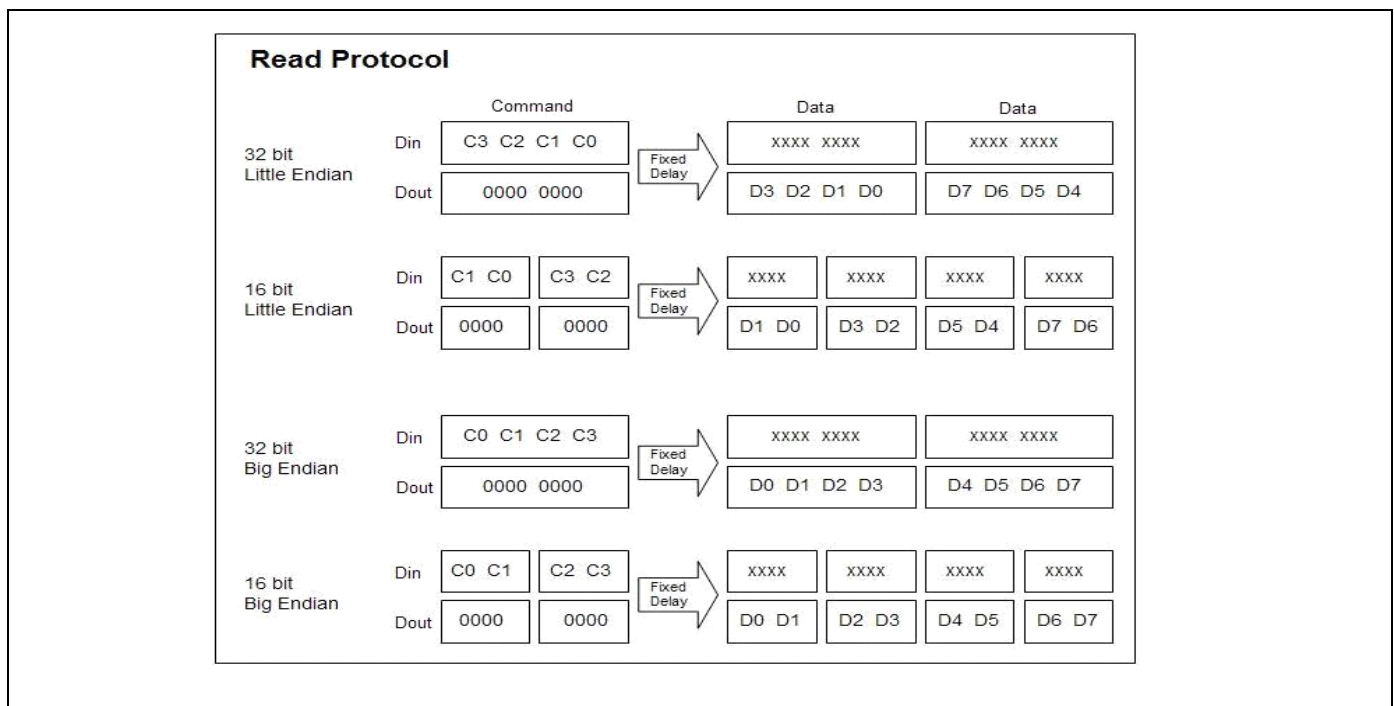 Read Protocol
Command Data Data
32 bit
Little Endian
Din C3 C2 C1 C0 xxxx xxxx xxxx xxxx
Fixed
Delay
Dout 0000 0000 D3 D2 D1 D0 D7 D6 D5 D4
16 bit
Little Endian
Din C1 C0 C3 C2 xxxx xxxx xxxx xxxx
Fixed
Delay
Dout 0000 0000 D1 D0 D3 D2 D5 D4 D7 D6
32 bit
Big Endian
Din C0 C1 C2 C3 xxxx xxxx xxxx xxxx
Fixed
Delay
Dout 0000 0000 D0 D1 D2 D3 D4 D5 D6 D7
16 bit
Big Endian
Din C0 C1 C2 C3 xxxx xxxx xxxx xxxx
Fixed
Delay
Dout 0000 0000 D0 D1 D2 D3 D4 D5 D6 D7